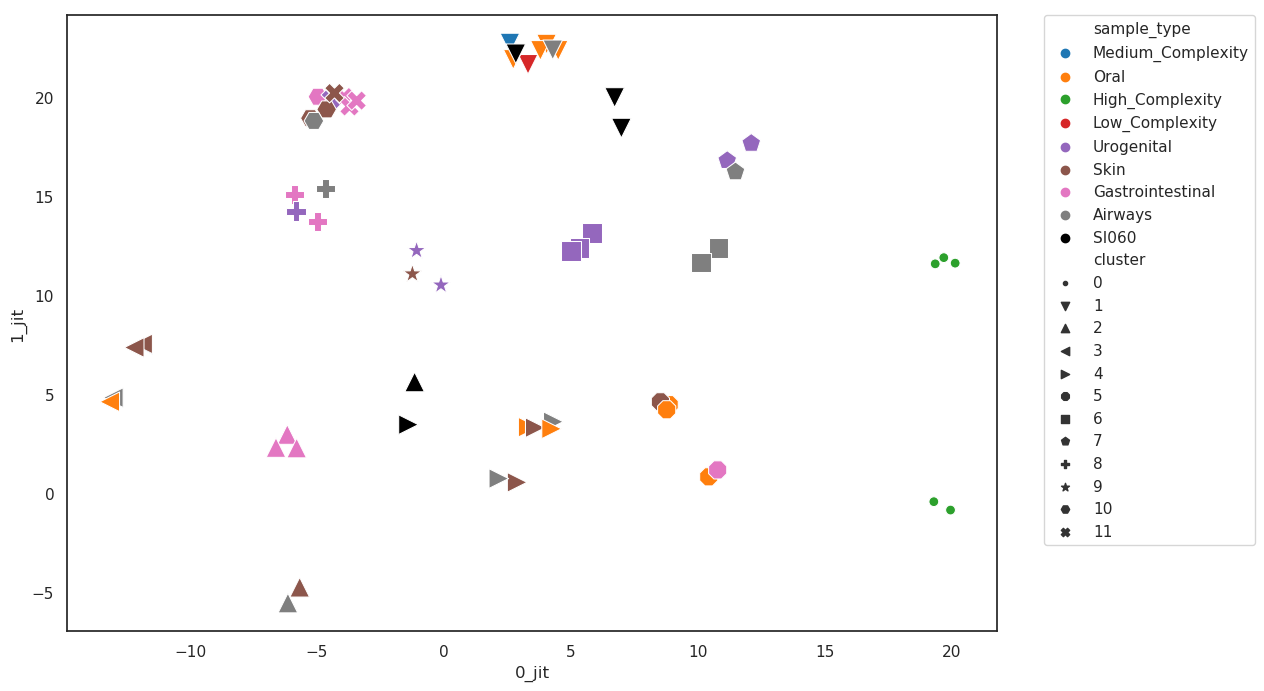 sample_type
Medium_Complexity
Oral
High_Complexity
Low_Complexity
Urogenital
Skin
Gastrointestinal
Airways
SI060
cluster
0
1
2
3
4
5
6
7
8
9
10
11
20
15
10
5
0
−5
1_jit
−10
−5
0
5
10
15
20
0_jit